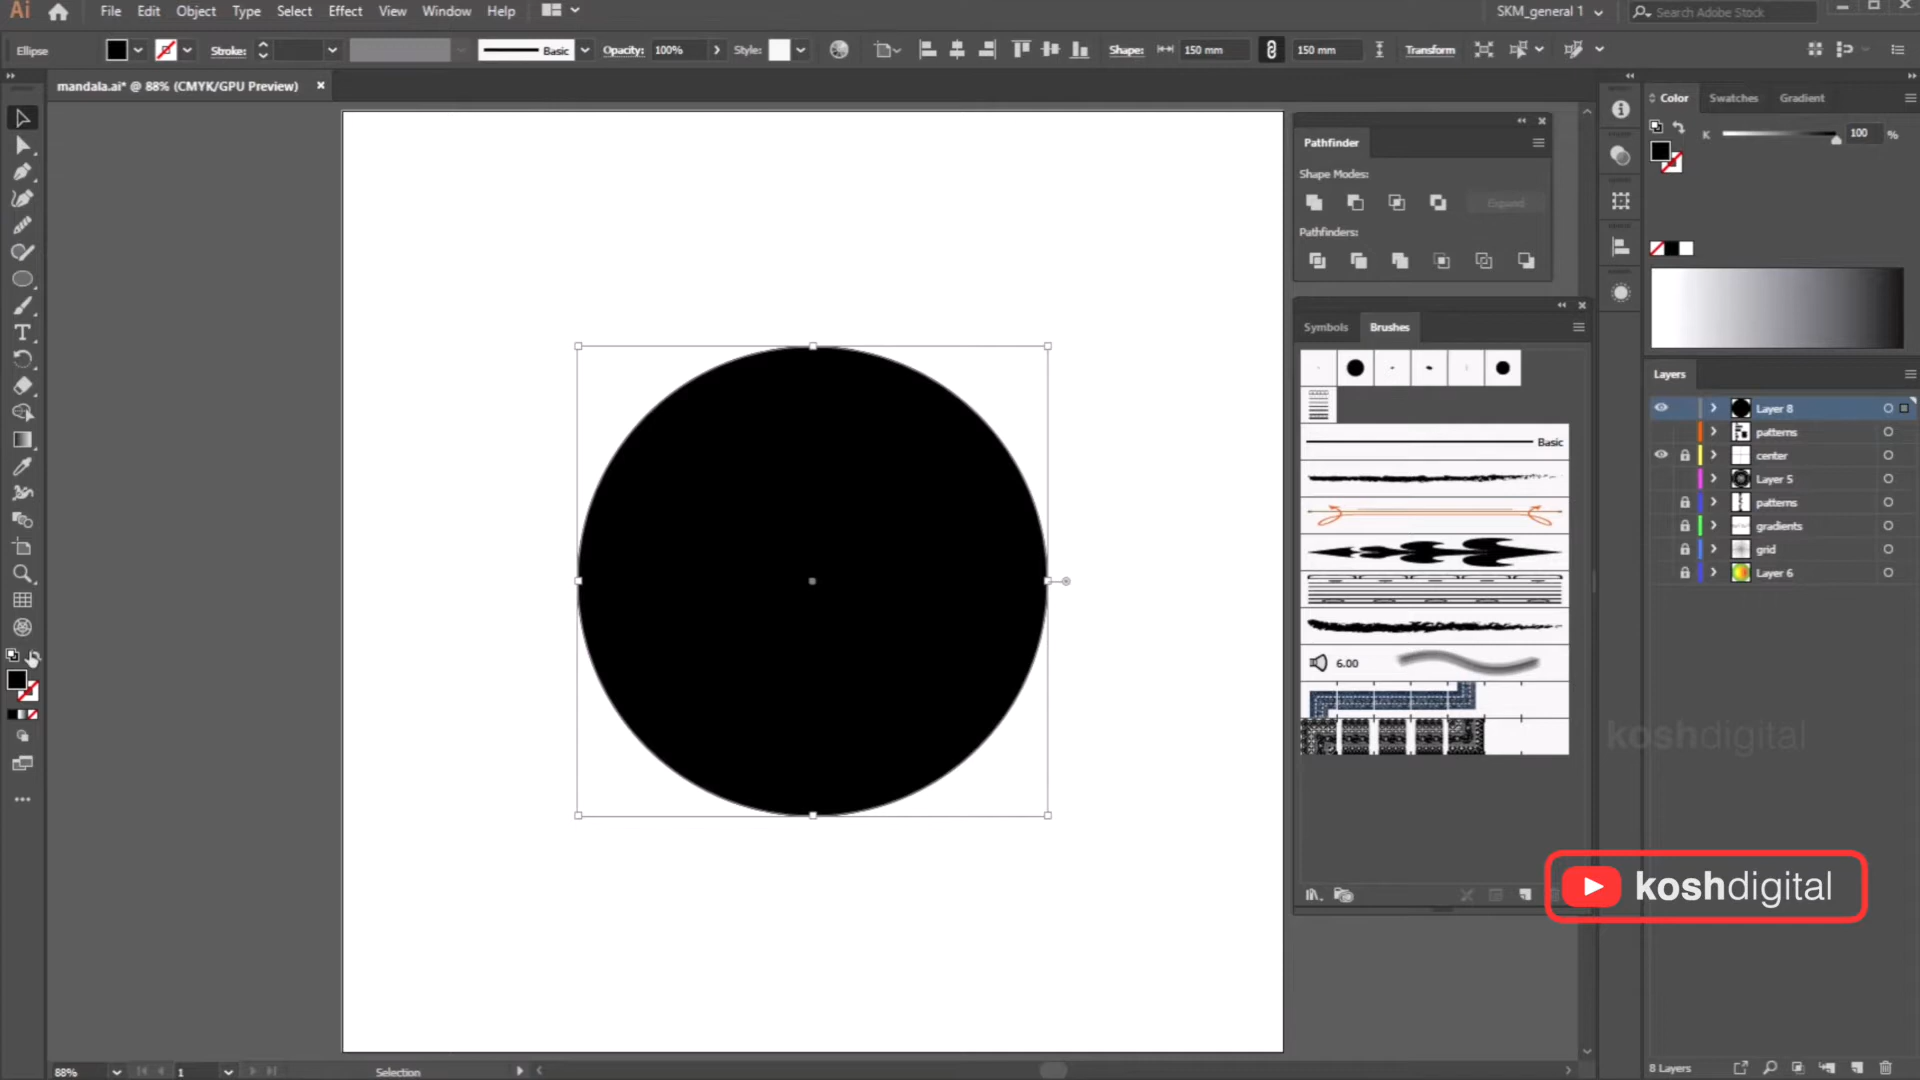 Ai File Edit Object Type Select Effect View Window Help SKM_general 1 Search Adobe Stock
Ellipse Stroke: Basic Opacity: 100% Style: Shape: 150 mm 150 mm Transform
mandala.ai* @ 88% (CMYK/GPU Preview)
Color Swatches Gradient
K 100 %
Pathfinder
Shape Modes:
Expand
Pathfinders:
Symbols Brushes
Basic
6.00
Layers
Layer 8
patterns
center
Layer 5
patterns
gradients
grid
Layer 6
koshdigital
koshdigital
8 Layers
88% 1 Selection